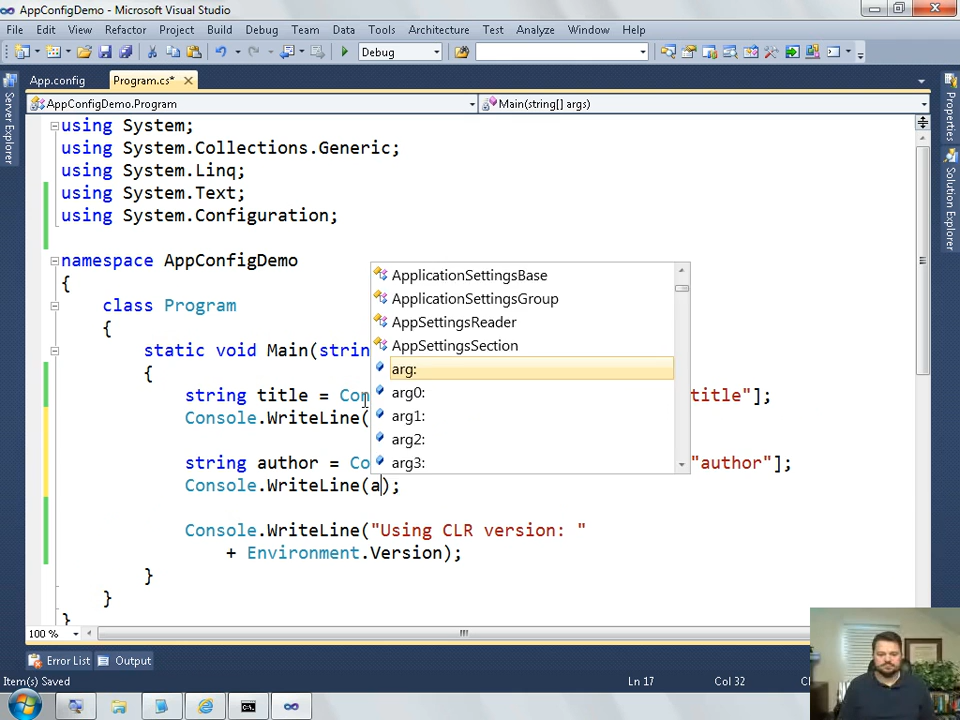 AppConfigDemo - Microsoft Visual Studio
File Edit View Refactor Project Build Debug Team Data Tools Architecture Test Analyze Window Help
Debug
App.config Program.cs*
AppConfigDemo.Program Main(string[] args)
Server Explorer
Properties
Solution Explorer
using System;
using System.Collections.Generic;
using System.Linq;
using System.Text;
using System.Configuration;
namespace AppConfigDemo
{
class Program
{
static void Main(strin
{
string title = Con title"];
Console.WriteLine(
string author = Co "author"];
Console.WriteLine(a);
Console.WriteLine("Using CLR version: "
+ Environment.Version);
}
}
}
ApplicationSettingsBase
ApplicationSettingsGroup
AppSettingsReader
AppSettingsSection
arg:
arg0:
arg1:
arg2:
arg3:
100 %
Error List Output
Item(s) Saved Ln 17 Col 32